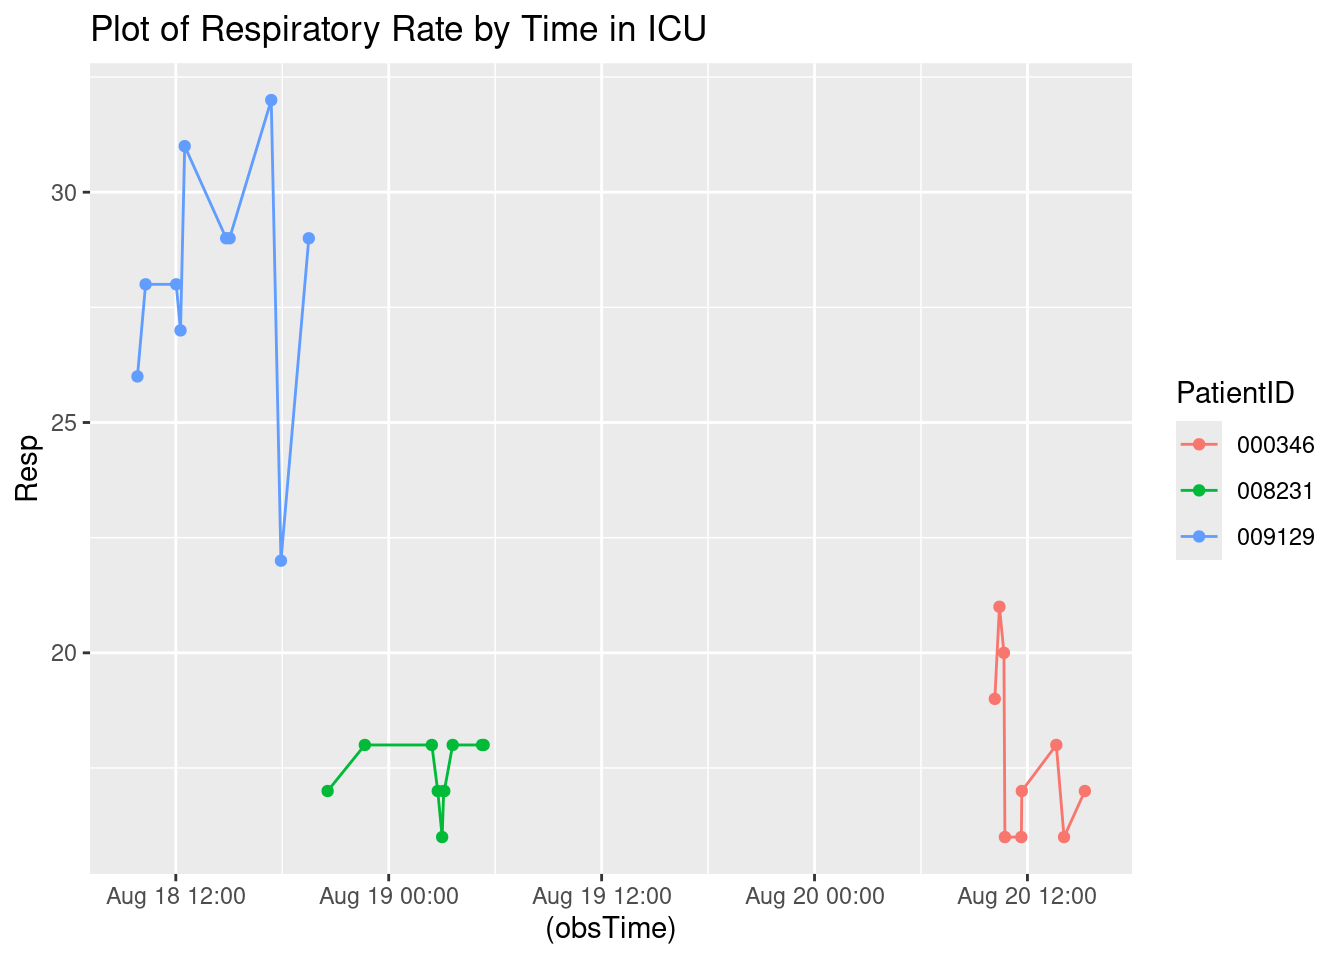 Plot of Respiratory Rate by Time in ICU
30
25
20
Resp
Aug 18 12:00
Aug 19 00:00
Aug 19 12:00
Aug 20 00:00
Aug 20 12:00
(obsTime)
PatientID
000346
008231
009129